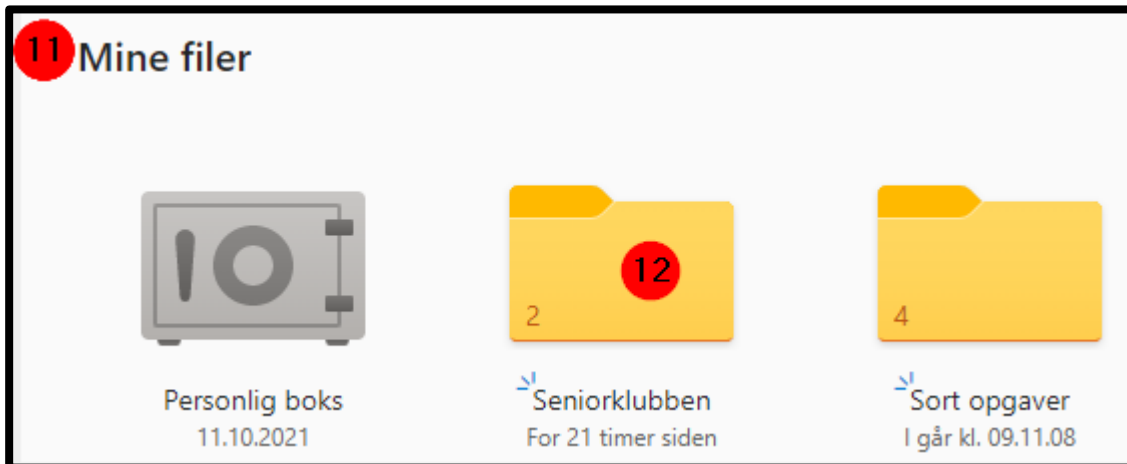 11 Mine filer
12
2
4
Personlig boks
Seniorklubben
Sort opgaver
11.10.2021
For 21 timer siden
I går kl. 09.11.08